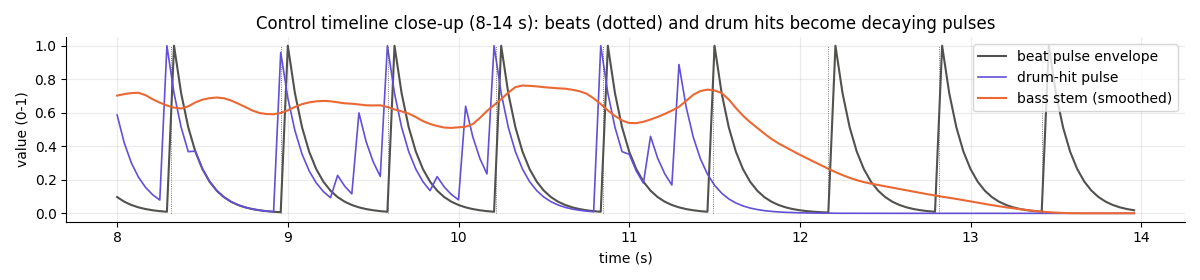 Control timeline close-up (8-14 s): beats (dotted) and drum hits become decaying pulses
value (0-1)
1.0
0.8
0.6
0.4
0.2
0.0
beat pulse envelope
drum-hit pulse
bass stem (smoothed)
8
9
10
11
12
13
14
time (s)